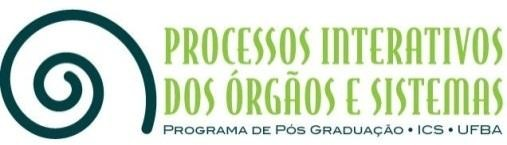 PROCESSOS INTERATIVOS
DOS ÓRGÃOS E SISTEMAS
PROGRAMA DE PÓS GRADUAÇÃO • ICS • UFBA